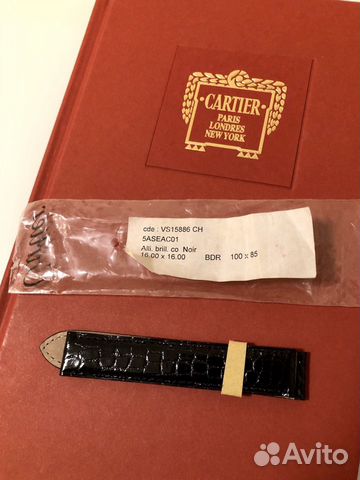 CARTIER
PARIS
LONDRES
NEW YORK
cde : VS15886 CH
5ASEAC01
Alli. brill. co Noir
16.00 x 16.00 BDR 100 x 85
Avito